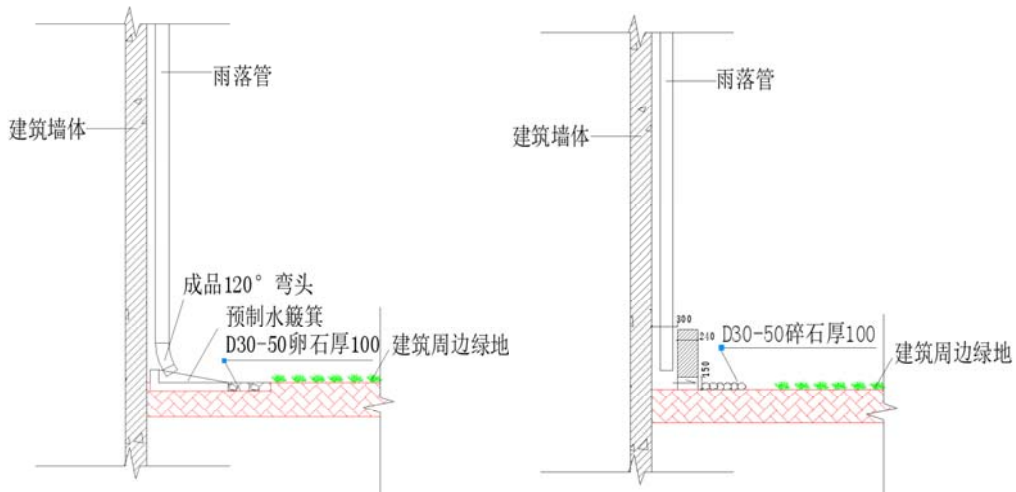 雨落管
建筑墙体
成品120°弯头
预制水簸箕
D30-50卵石厚100
建筑周边绿地
雨落管
建筑墙体
300
240
150
D30-50碎石厚100
建筑周边绿地